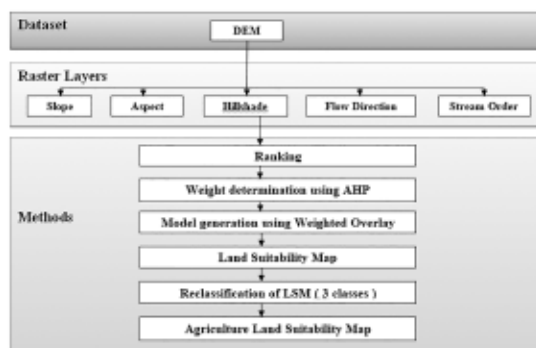 Dataset
DEM
Raster Layers
Slope
Aspect
Hillshade
Flow Direction
Stream Order
Ranking
Weight determination using AHP
Methods
Model generation using Weighted Overlay
Land Suitability Map
Reclassification of LSM ( 3 classes )
Agriculture Land Suitability Map